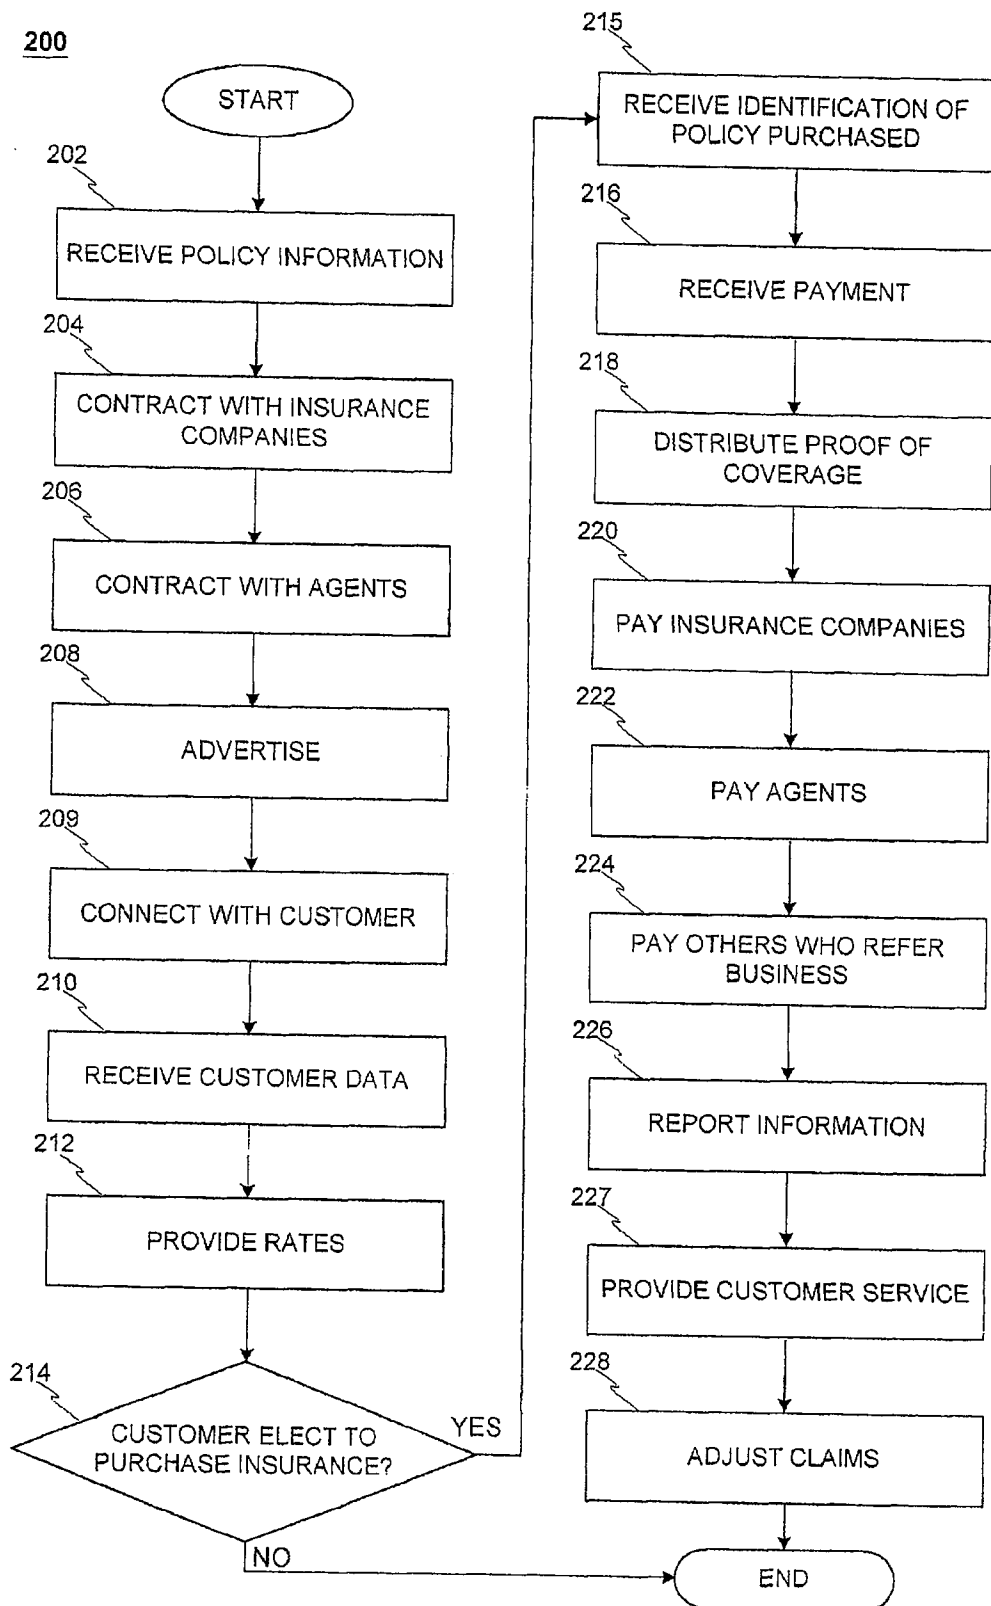 200
START
202
RECEIVE POLICY INFORMATION
204
CONTRACT WITH INSURANCE
COMPANIES
206
CONTRACT WITH AGENTS
208
ADVERTISE
209
CONNECT WITH CUSTOMER
210
RECEIVE CUSTOMER DATA
212
PROVIDE RATES
214
CUSTOMER ELECT TO
PURCHASE INSURANCE?
YES
NO
215
RECEIVE IDENTIFICATION OF
POLICY PURCHASED
216
RECEIVE PAYMENT
218
DISTRIBUTE PROOF OF
COVERAGE
220
PAY INSURANCE COMPANIES
222
PAY AGENTS
224
PAY OTHERS WHO REFER
BUSINESS
226
REPORT INFORMATION
227
PROVIDE CUSTOMER SERVICE
228
ADJUST CLAIMS
END